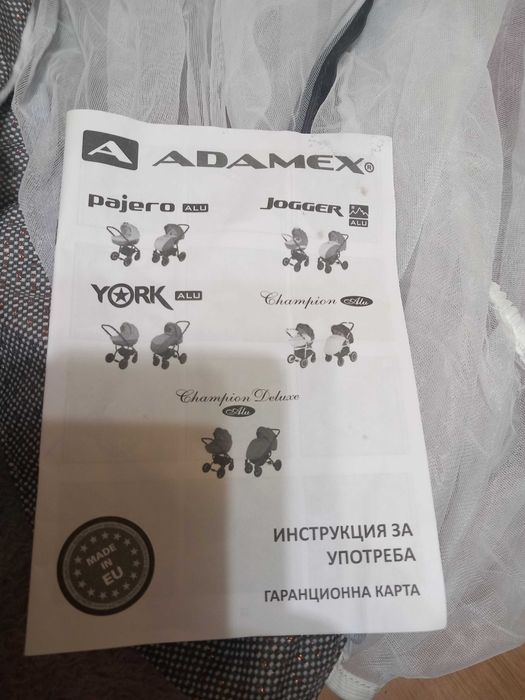 A ADAMEX®
Pajero ALU
JOGGER ALU
YORK ALU
Champion Alu
Champion Deluxe
Alu
MADE
IN
EU
ИНСТРУКЦИЯ ЗА
УПОТРЕБА
ГАРАНЦИОННА КАРТА